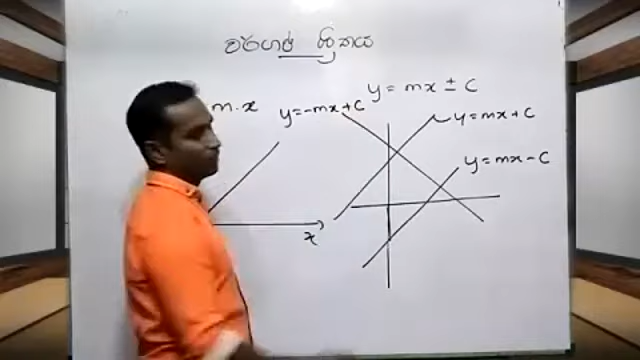 වර්ගජ ශ්‍රිතය
y = mx ± c
m·x
y = -mx + c
y = mx + c
y = mx - c
x